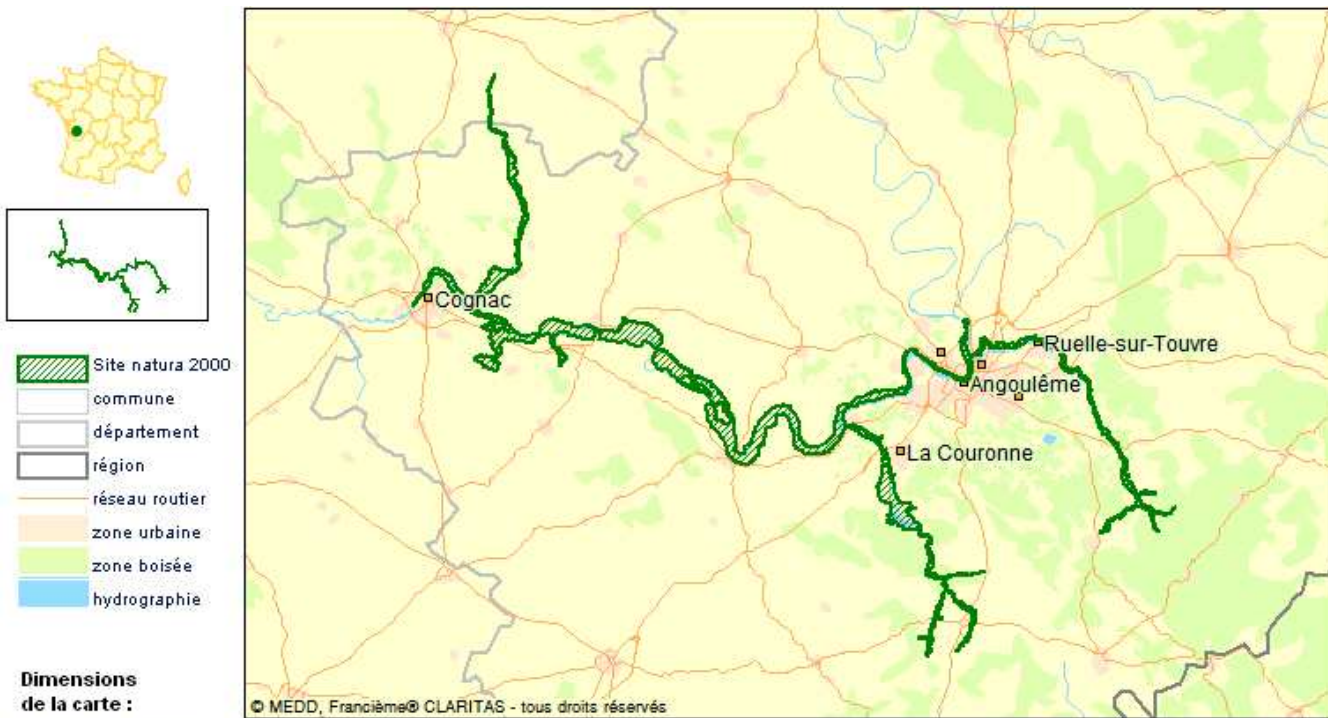 Site natura 2000
commune
département
région
réseau routier
zone urbaine
zone boisée
hydrographie
Dimensions
de la carte :
Cognac
Ruelle-sur-Touvre
Angoulême
La Couronne
© MEDD, Francième® CLARITAS - tous droits réservés